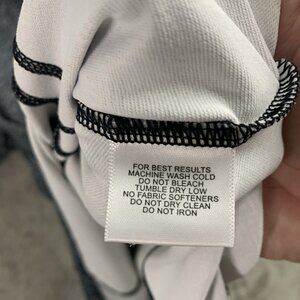 FOR BEST RESULTS
MACHINE WASH COLD
DO NOT BLEACH
TUMBLE DRY LOW
NO FABRIC SOFTENERS
DO NOT DRY CLEAN
DO NOT IRON